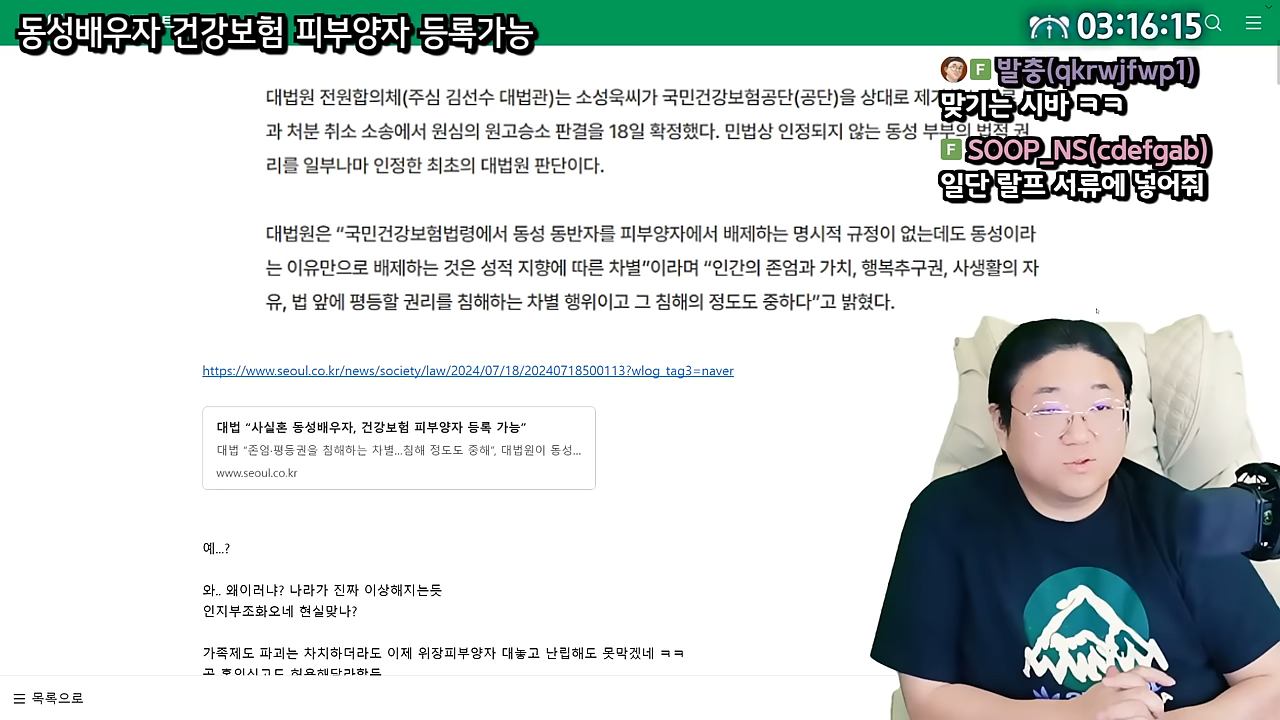 동성배우자 건강보험 피부양자 등록가능
03:16:15
F 발충(qkrwjfwp1)
맞기는 시바 ㅋㅋ
F SOOP_NS(cdefgab)
일단 랄프 서류에 넣어줘
대법원 전원합의체(주심 김선수 대법관)는 소성욱씨가 국민건강보험공단(공단)을 상대로
과 처분 취소 소송에서 원심의 원고승소 판결을 18일 확정했다. 민법상 인정되지 않는 동성 부부의 법적 권
리를 일부나마 인정한 최초의 대법원 판단이다.
대법원은 “국민건강보험법령에서 동성 동반자를 피부양자에서 배제하는 명시적 규정이 없는데도 동성이라
는 이유만으로 배제하는 것은 성적 지향에 따른 차별”이라며 “인간의 존엄과 가치, 행복추구권, 사생활의 자
유, 법 앞에 평등할 권리를 침해하는 차별 행위이고 그 침해의 정도도 중하다”고 밝혔다.
https://www.seoul.co.kr/news/society/law/2024/07/18/20240718500113?wlog_tag3=naver
대법 “사실혼 동성배우자, 건강보험 피부양자 등록 가능”
대법 “존엄·평등권을 침해하는 차별…침해 정도도 중해”, 대법원이 동성...
www.seoul.co.kr
예...?
와.. 왜이러냐? 나라가 진짜 이상해지는듯
인지부조화오네 현실맞나?
가족제도 파괴는 차치하더라도 이제 위장피부양자 대놓고 난립해도 못막겠네 ㅋㅋ
목록으로